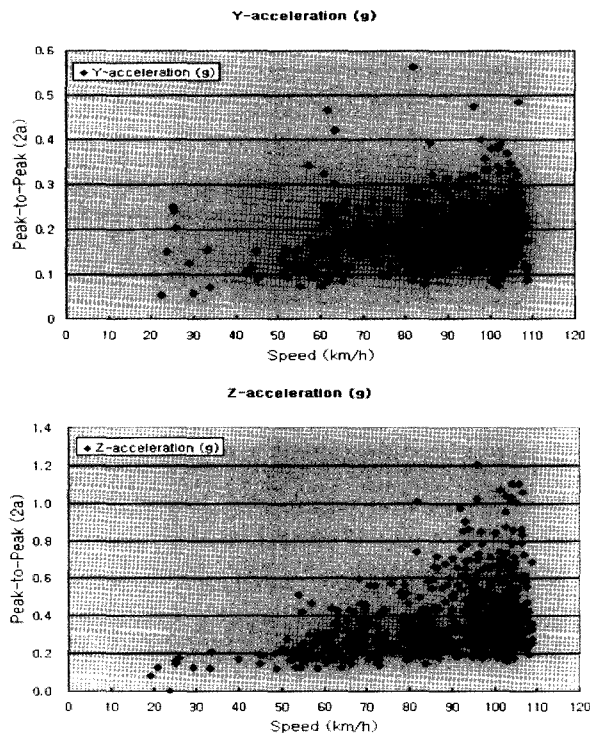 Y-acceleration (g)
0.6
Y-acceleration (g)
0.5
0.4
0.3
0.2
0.1
0
Peak-to-Peak (2a)
0 10 20 30 40 50 60 70 80 90 100 110 120
Speed (km/h)
Z-acceleration (g)
1.4
Z-acceleration (g)
1.2
1.0
0.8
0.6
0.4
0.2
0.0
Peak-to-Peak (2a)
0 10 20 30 40 50 60 70 80 90 100 110 120
Speed (km/h)